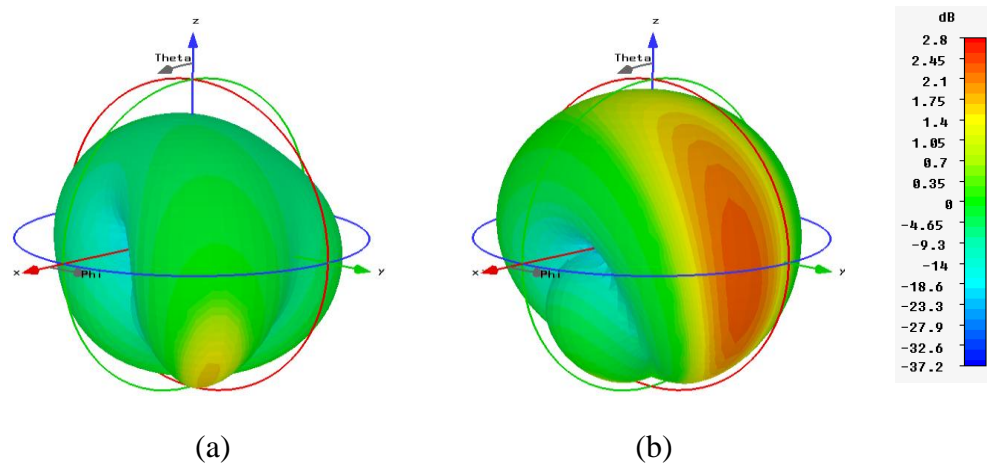 z
Theta
x
Phi
y
(a)
z
Theta
x
Phi
y
(b)
dB
2.8
2.45
2.1
1.75
1.4
1.05
0.7
0.35
0
-4.65
-9.3
-14
-18.6
-23.3
-27.9
-32.6
-37.2